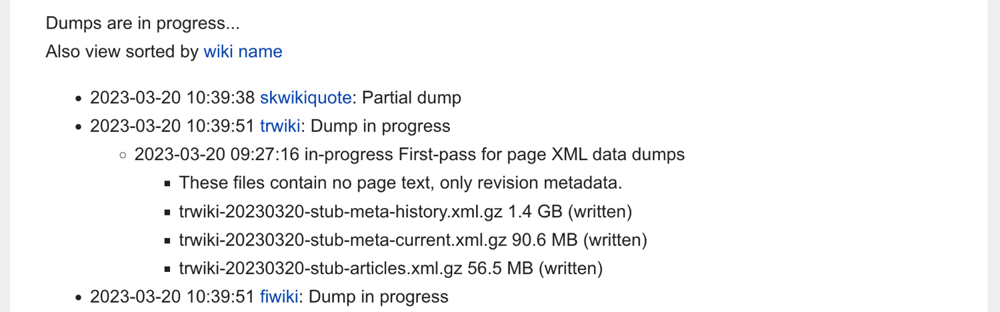 Dumps are in progress...
Also view sorted by wiki name
2023-03-20 10:39:38 skwikiquote: Partial dump
2023-03-20 10:39:51 trwiki: Dump in progress
2023-03-20 09:27:16 in-progress First-pass for page XML data dumps
These files contain no page text, only revision metadata.
trwiki-20230320-stub-meta-history.xml.gz 1.4 GB (written)
trwiki-20230320-stub-meta-current.xml.gz 90.6 MB (written)
trwiki-20230320-stub-articles.xml.gz 56.5 MB (written)
2023-03-20 10:39:51 fiwiki: Dump in progress